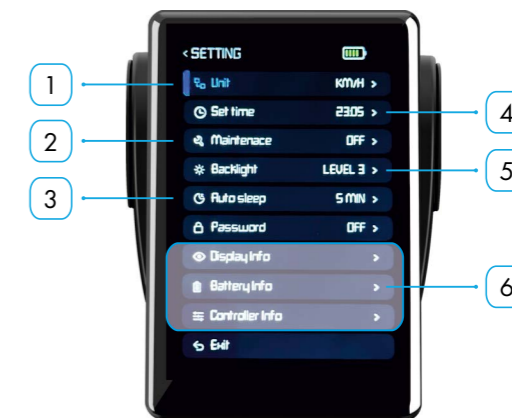 < SETTING
1 Unit KM/H >
Set time 23:05 > 4
2 Maintenace OFF >
Backlight LEVEL 3 > 5
3 Auto sleep 5 MIN >
Password OFF >
Display Info >
Battery Info > 6
Controller Info >
Exit